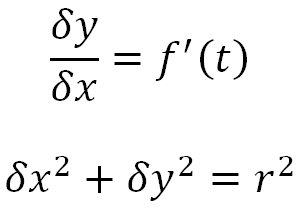 δy/δx = f′(t)
δx² + δy² = r²